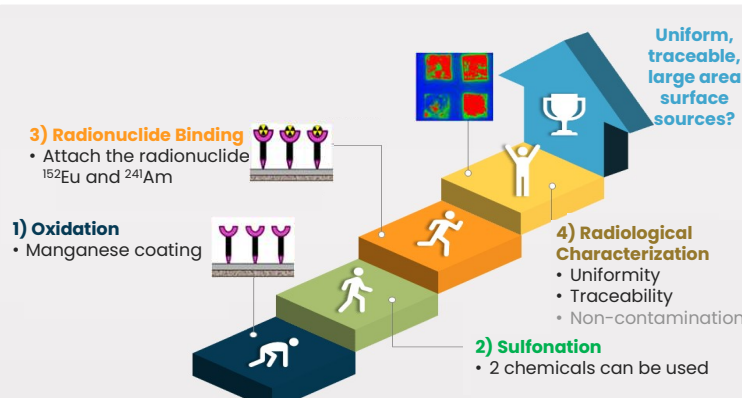 Uniform,
traceable,
large area
surface
sources?
3) Radionuclide Binding
• Attach the radionuclide
¹⁵²Eu and ²⁴¹Am
1) Oxidation
• Manganese coating
4) Radiological
Characterization
• Uniformity
• Traceability
• Non-contamination
2) Sulfonation
• 2 chemicals can be used